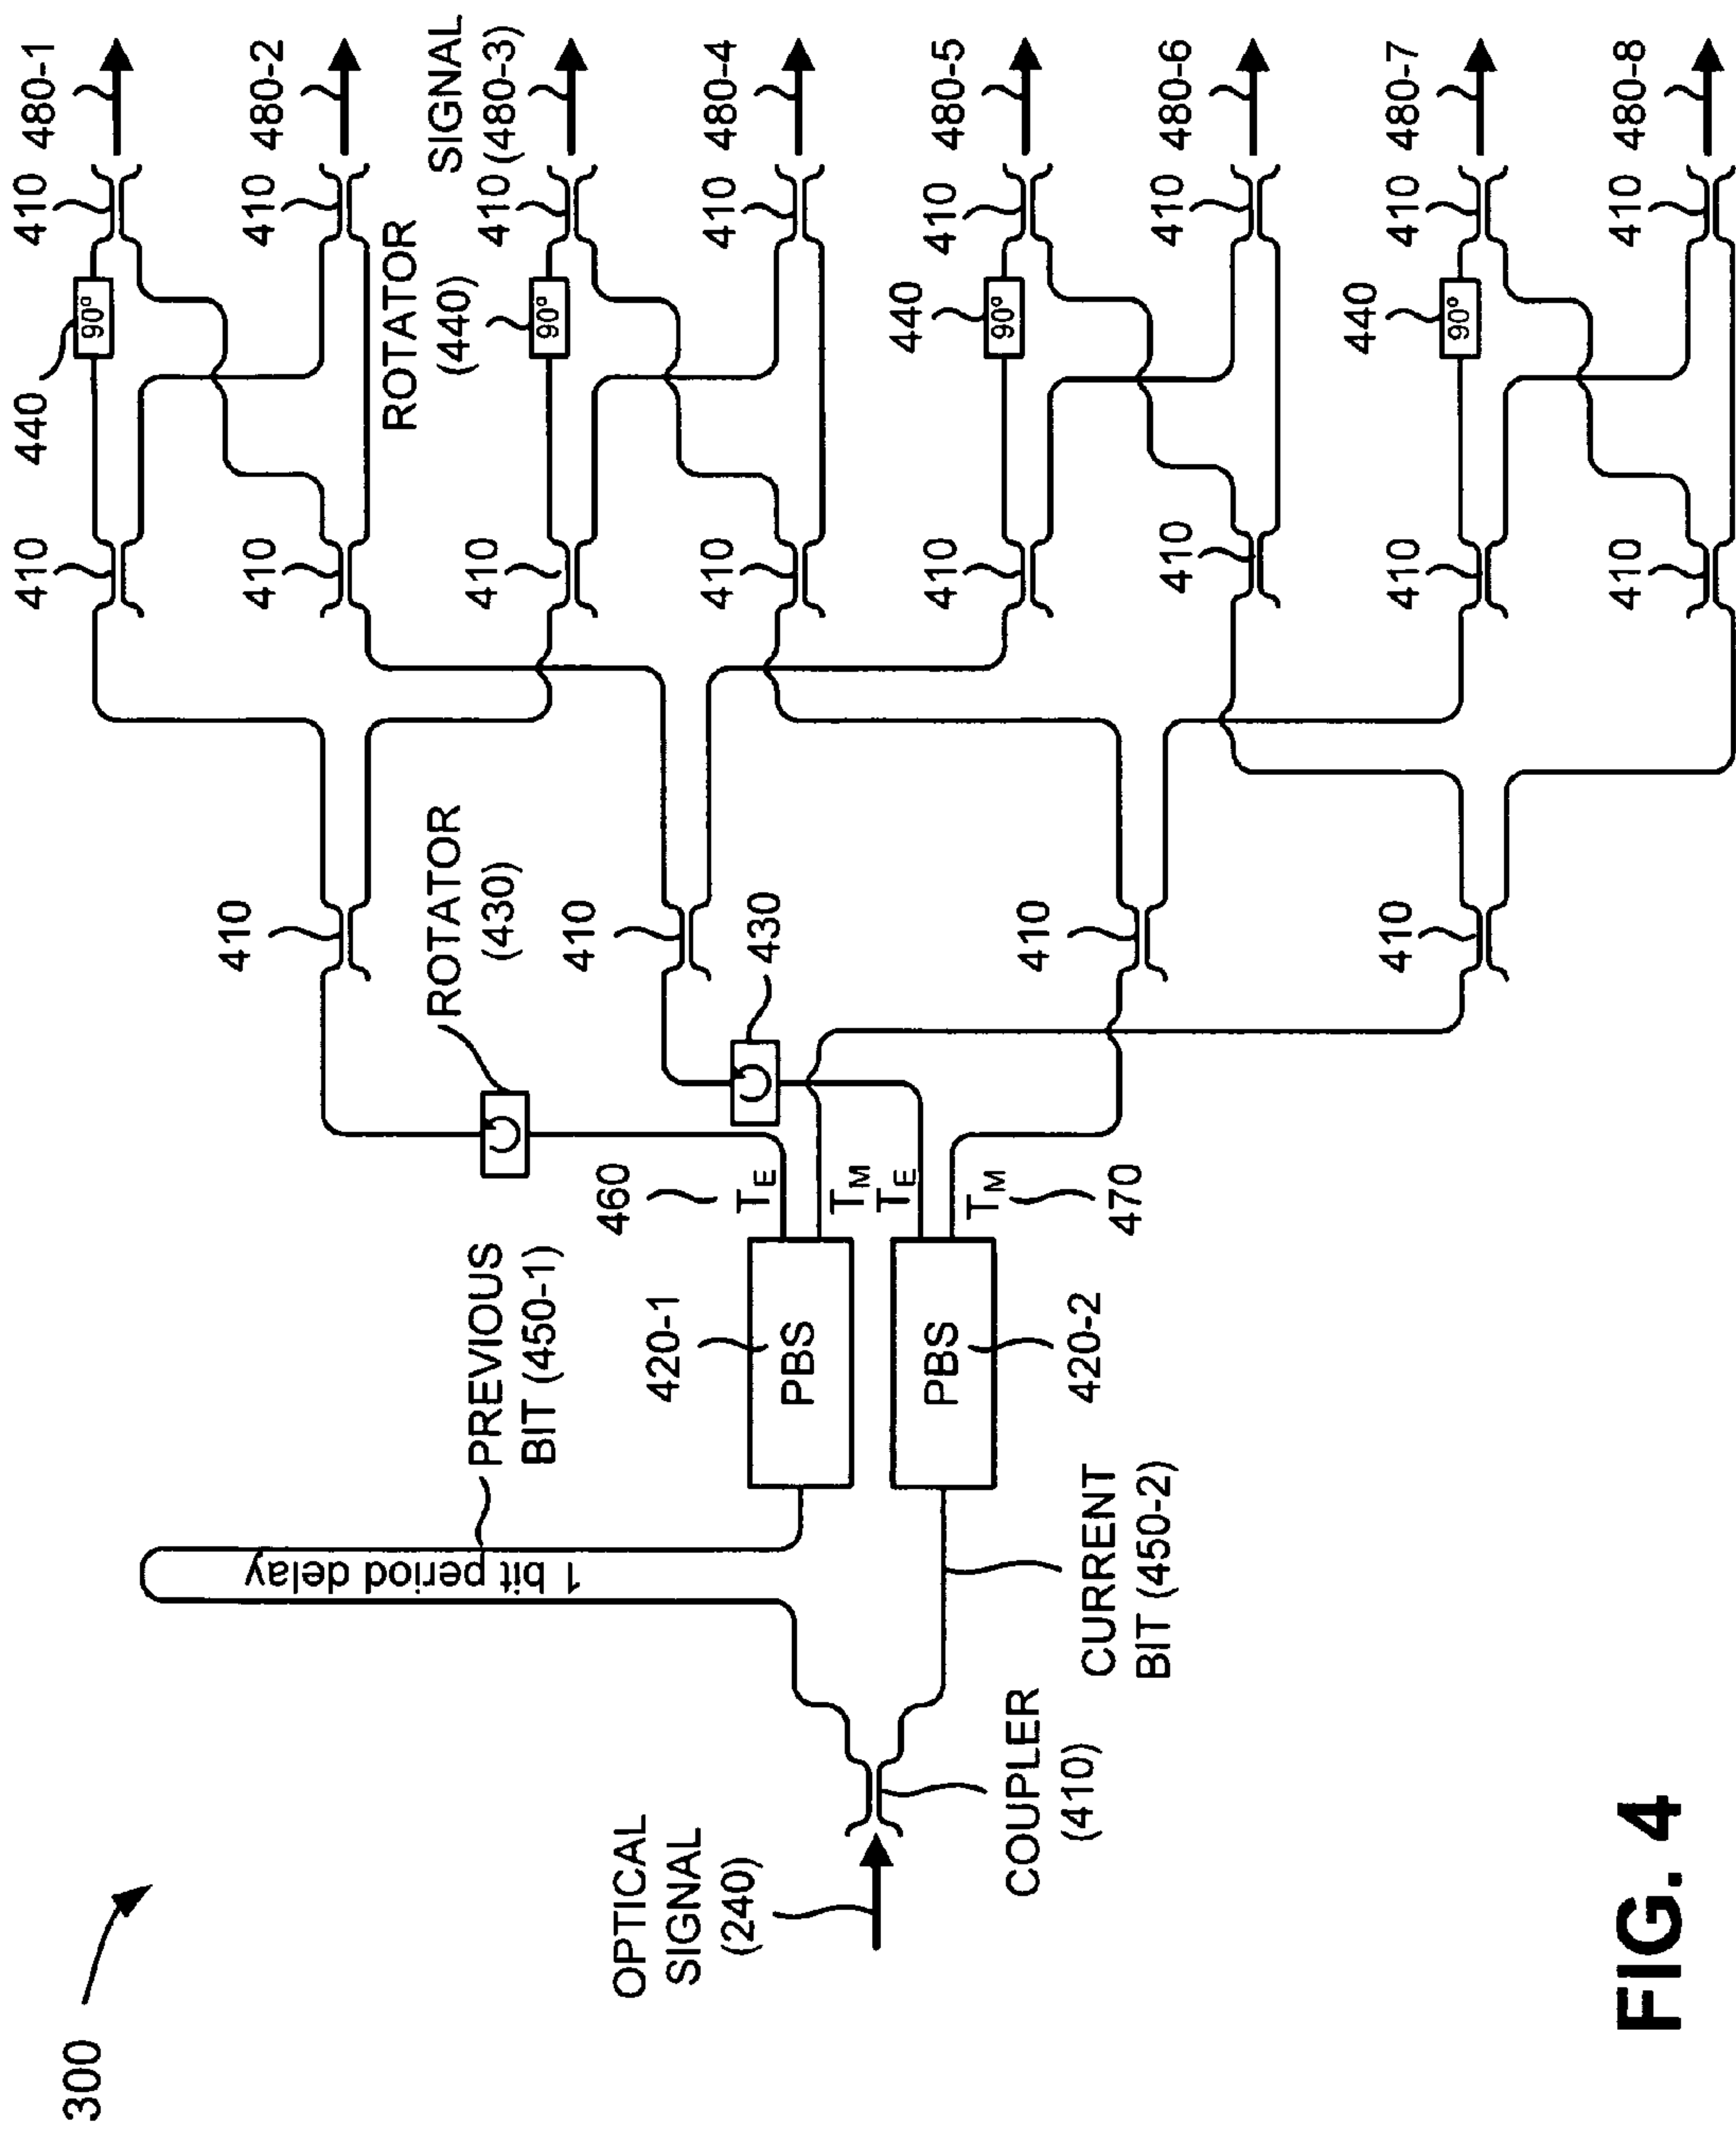 300
OPTICAL
SIGNAL
(240)
COUPLER
(410)
1 bit period delay
PREVIOUS
BIT (450-1)
CURRENT
BIT (450-2)
420-1
PBS
PBS
420-2
460
TE
TM
TE
TM
470
ROTATOR
(430)
430
410
410
410
410
410
410
410
410
410
410
410
410
440
90°
ROTATOR
(440)
90°
440
90°
440
90°
410
410
410
410
410
410
410
410
480-1
480-2
SIGNAL
(480-3)
480-4
480-5
480-6
480-7
480-8
FIG. 4